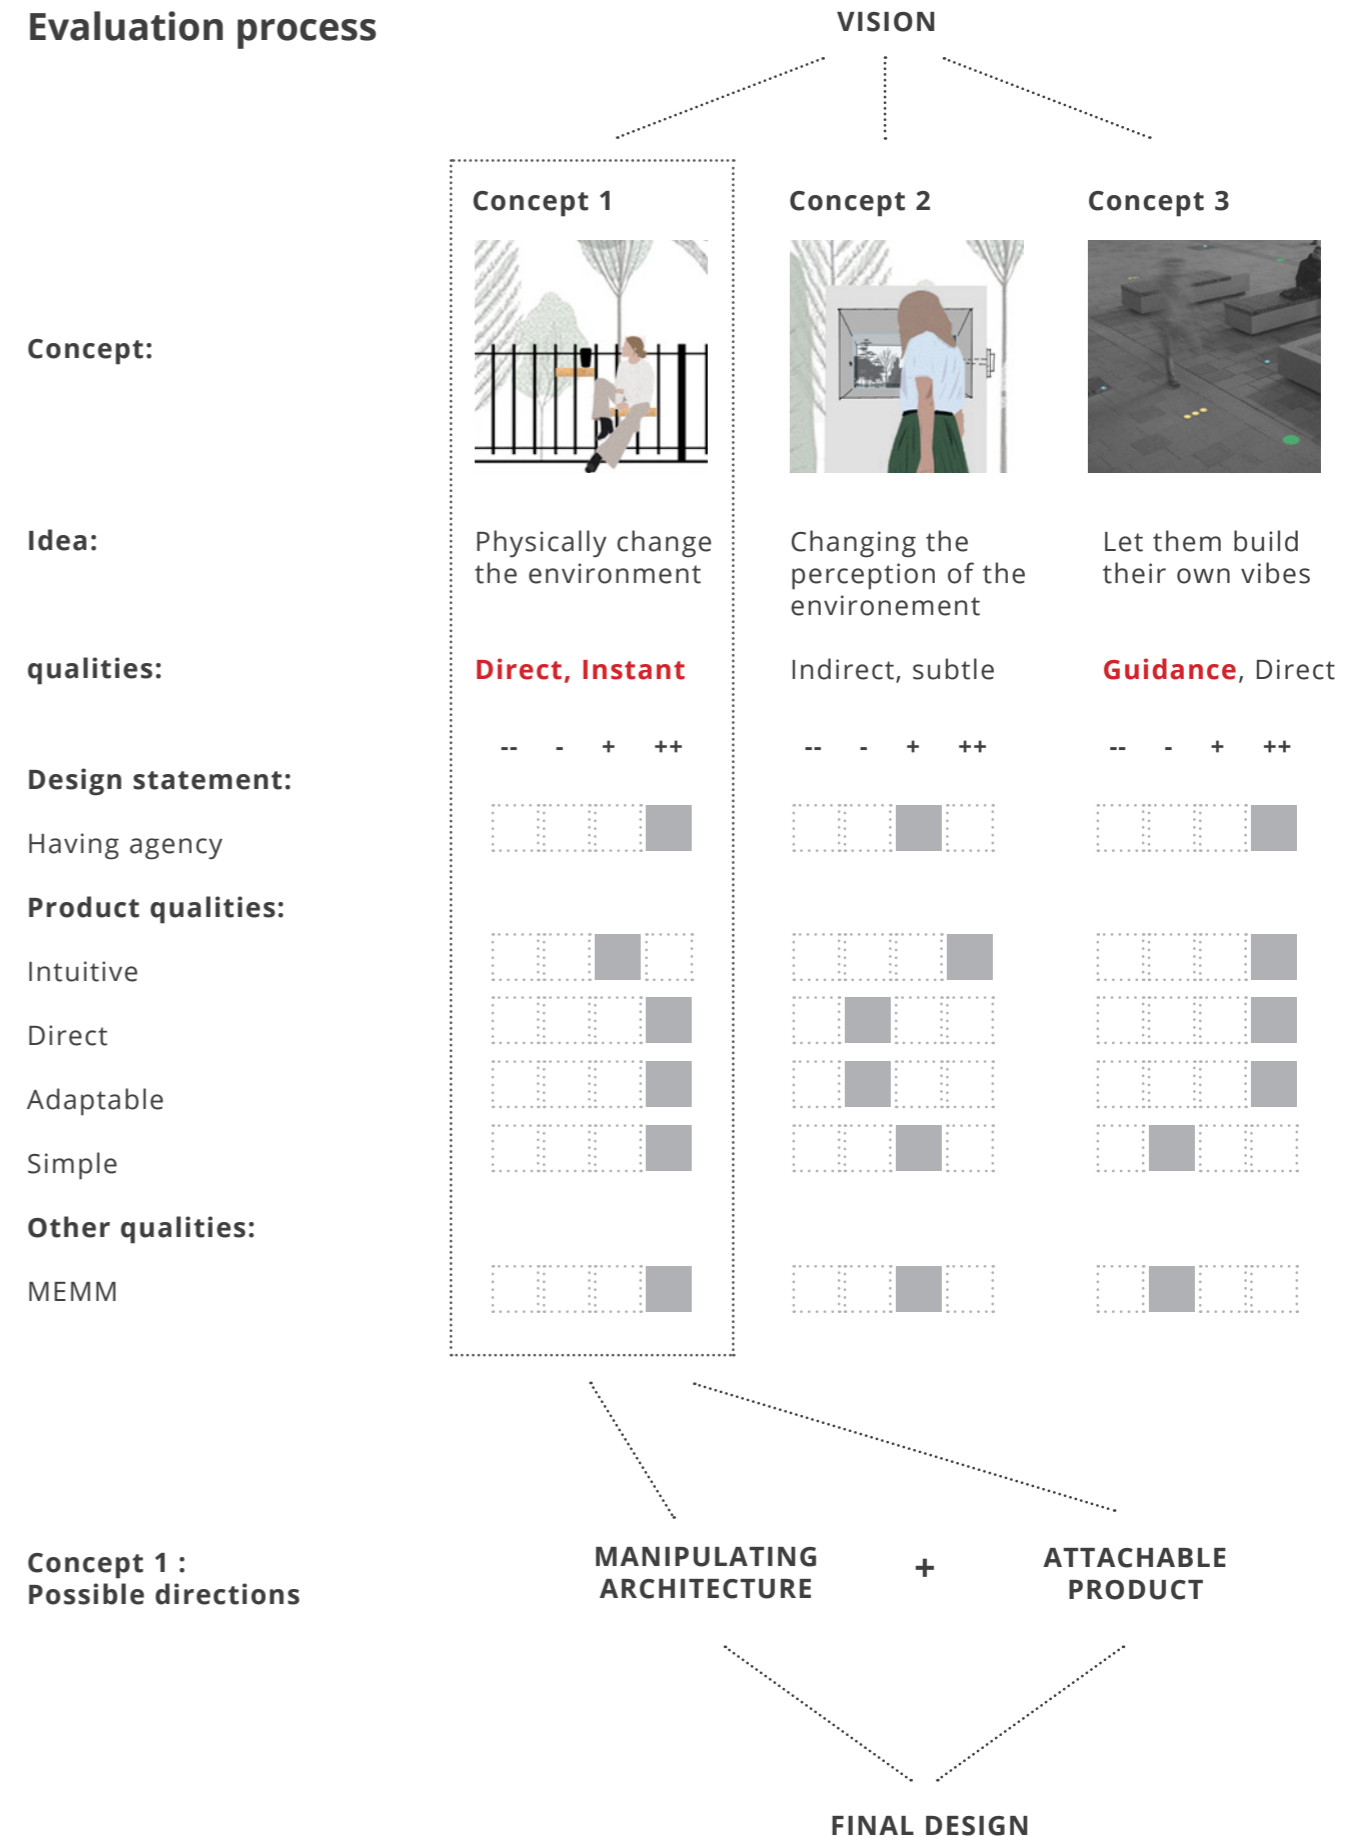 Evaluation process
VISION
Concept 1
Concept 2
Concept 3
Concept:
Idea:
Physically change
the environment
Changing the
perception of the
environement
Let them build
their own vibes
qualities:
Direct, Instant
Indirect, subtle
Guidance, Direct
-- - + ++
-- - + ++
-- - + ++
Design statement:
Having agency
Product qualities:
Intuitive
Direct
Adaptable
Simple
Other qualities:
MEMM
Concept 1 :
Possible directions
MANIPULATING
ARCHITECTURE
+
ATTACHABLE
PRODUCT
FINAL DESIGN